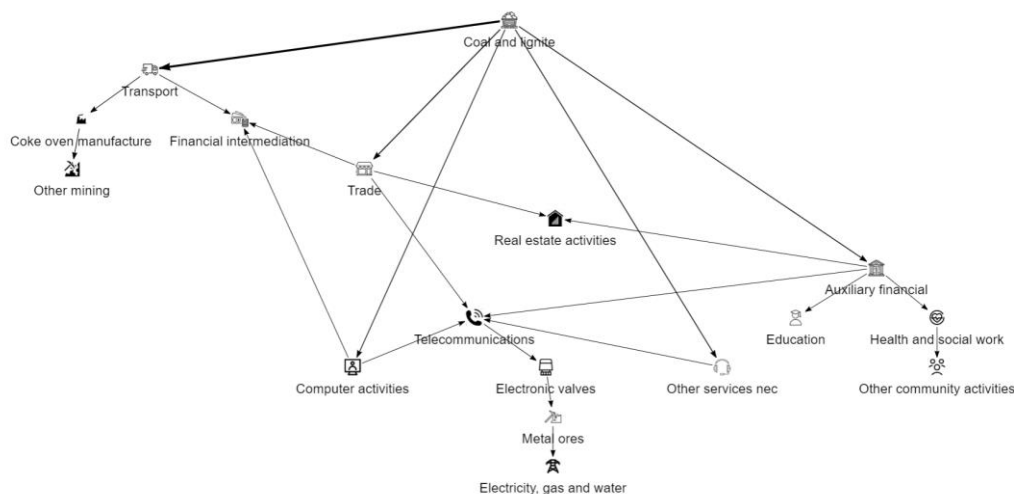 Coal and lignite
Transport
Coke oven manufacture
Financial intermediation
Other mining
Trade
Real estate activities
Auxiliary financial
Telecommunications
Education
Health and social work
Computer activities
Electronic valves
Other services nec
Other community activities
Metal ores
Electricity, gas and water